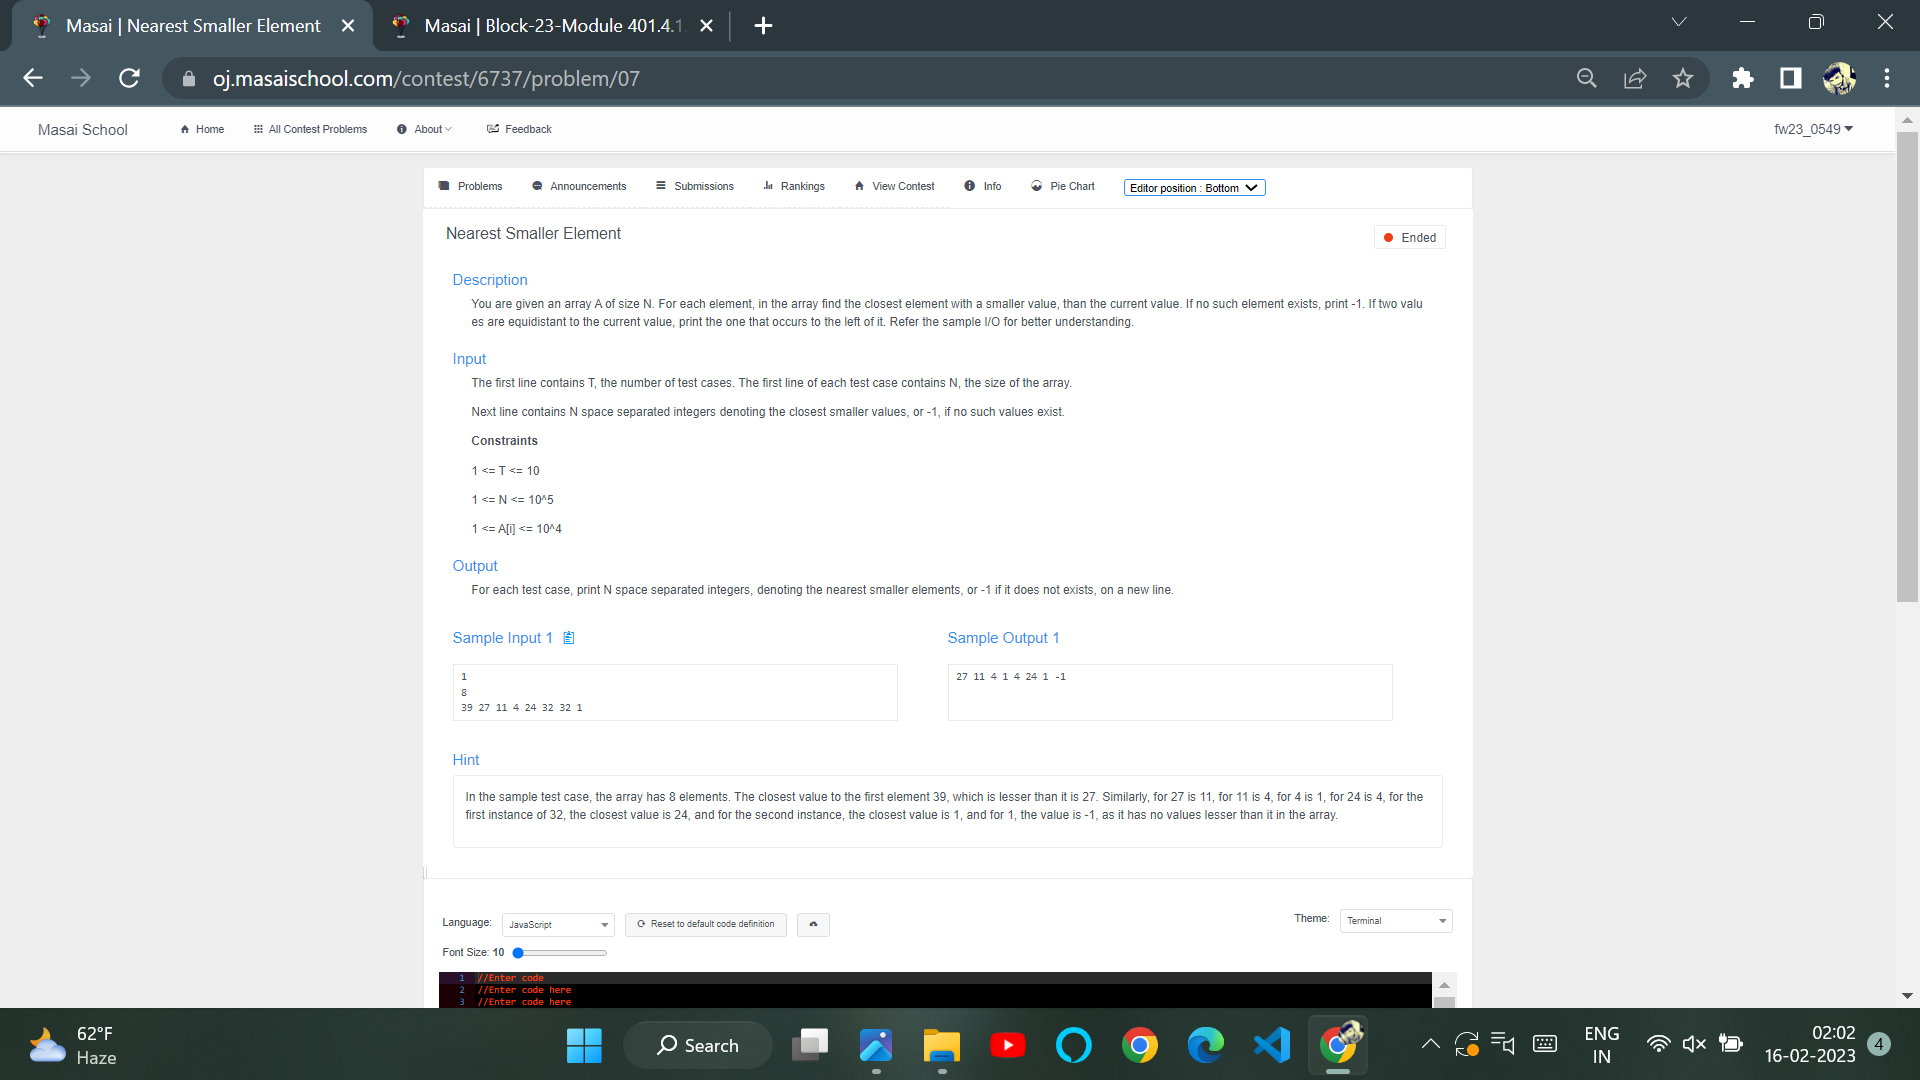 Masai | Nearest Smaller Element
Masai | Block-23-Module 401.4.1
oj.masaischool.com/contest/6737/problem/07
Masai School
Home
All Contest Problems
About
Feedback
fw23_0549
Problems
Announcements
Submissions
Rankings
View Contest
Info
Pie Chart
Editor position : Bottom
Nearest Smaller Element
Ended
Description
You are given an array A of size N. For each element, in the array find the closest element with a smaller value, than the current value. If no such element exists, print -1. If two valu
es are equidistant to the current value, print the one that occurs to the left of it. Refer the sample I/O for better understanding.
Input
The first line contains T, the number of test cases. The first line of each test case contains N, the size of the array.
Next line contains N space separated integers denoting the closest smaller values, or -1, if no such values exist.
Constraints
1 <= T <= 10
1 <= N <= 10^5
1 <= A[i] <= 10^4
Output
For each test case, print N space separated integers, denoting the nearest smaller elements, or -1 if it does not exists, on a new line.
Sample Input 1
1
8
39 27 11 4 24 32 32 1
Sample Output 1
27 11 4 1 4 24 1 -1
Hint
In the sample test case, the array has 8 elements. The closest value to the first element 39, which is lesser than it is 27. Similarly, for 27 is 11, for 11 is 4, for 4 is 1, for 24 is 4, for the
first instance of 32, the closest value is 24, and for the second instance, the closest value is 1, and for 1, the value is -1, as it has no values lesser than it in the array.
Language:
JavaScript
Reset to default code definition
Theme:
Terminal
Font Size: 10
1 //Enter code
2 //Enter code here
3 //Enter code here
62°F
Haze
Search
ENG
IN
02:02
16-02-2023
4